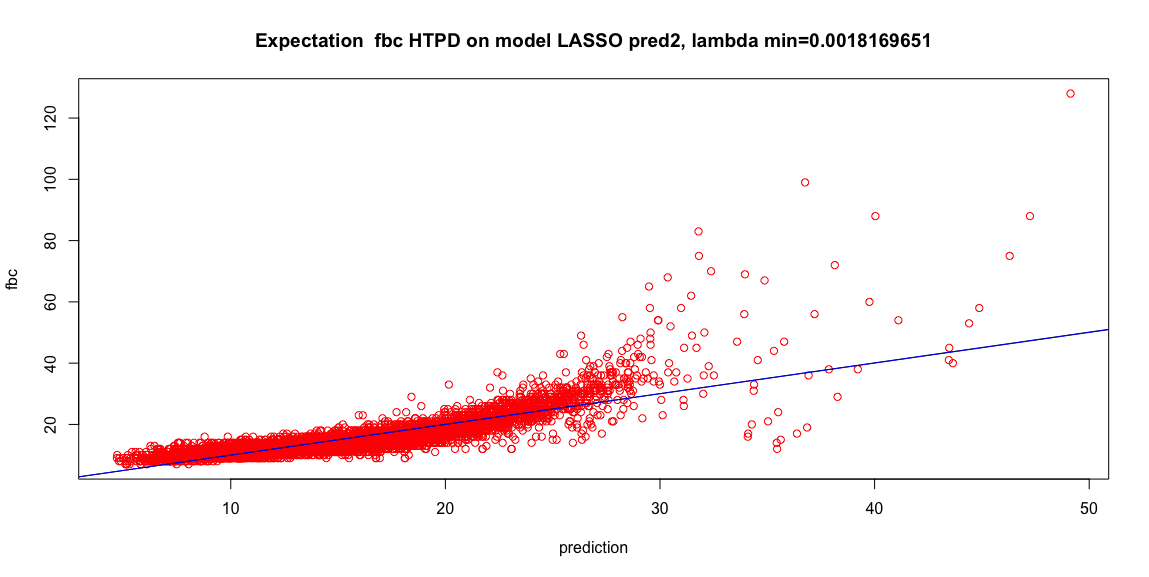 Expectation  fbc HTPD on model LASSO pred2, lambda min=0.0018169651
120
100
80
60
40
20
fbc
10 20 30 40 50
prediction